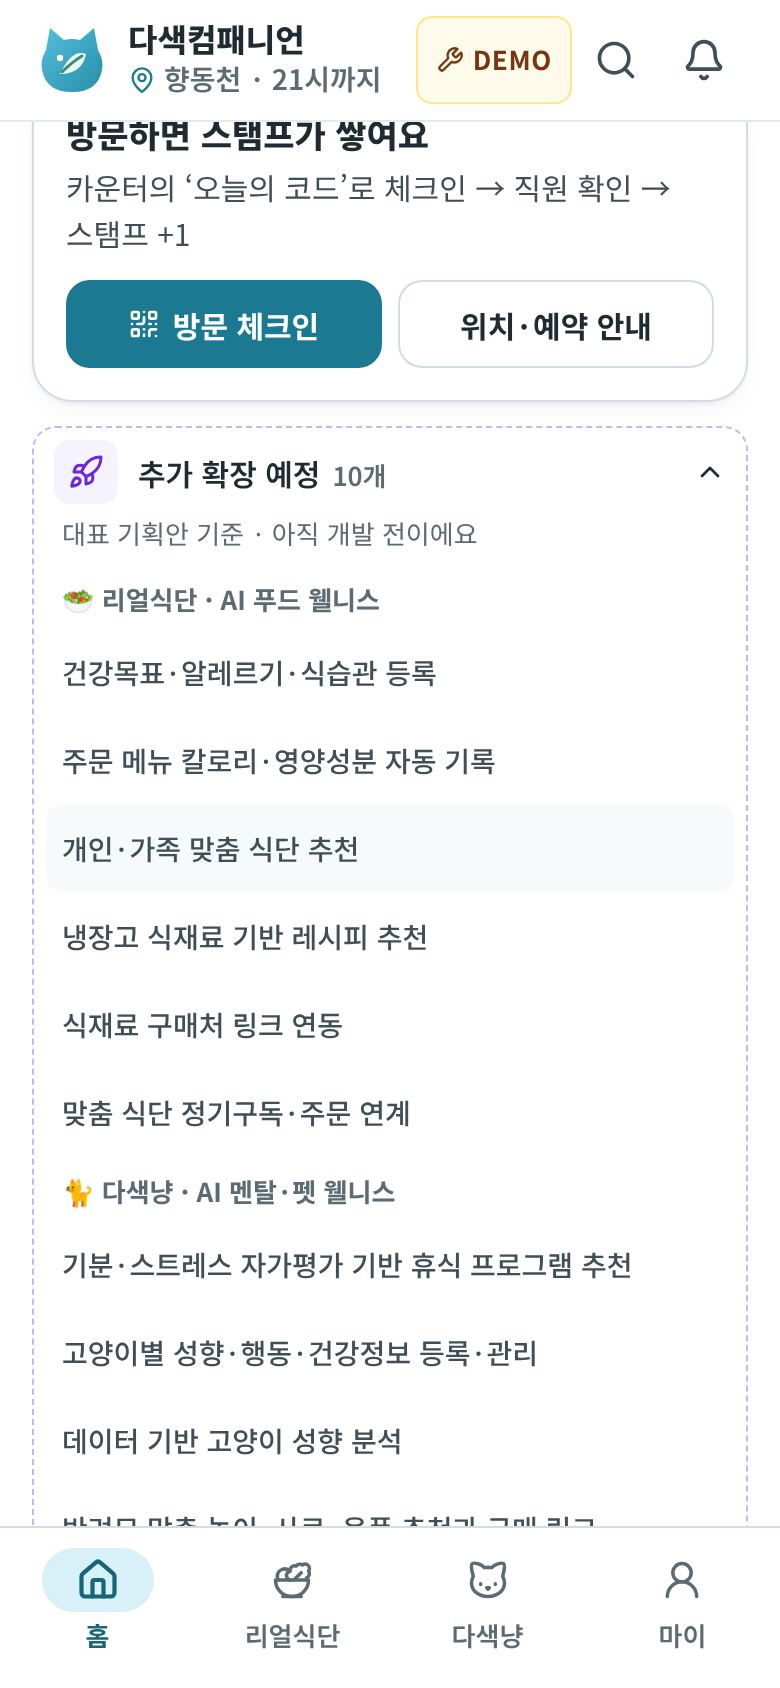 다색컴패니언
향동천 · 21시까지
DEMO
방문하면 스탬프가 쌓여요
카운터의 ‘오늘의 코드’로 체크인 → 직원 확인 →
스탬프 +1
방문 체크인
위치·예약 안내
추가 확장 예정 10개
대표 기획안 기준 · 아직 개발 전이에요
리얼식단 · AI 푸드 웰니스
건강목표·알레르기·식습관 등록
주문 메뉴 칼로리·영양성분 자동 기록
개인·가족 맞춤 식단 추천
냉장고 식재료 기반 레시피 추천
식재료 구매처 링크 연동
맞춤 식단 정기구독·주문 연계
다색냥 · AI 멘탈·펫 웰니스
기분·스트레스 자가평가 기반 휴식 프로그램 추천
고양이별 성향·행동·건강정보 등록·관리
데이터 기반 고양이 성향 분석
홈
리얼식단
다색냥
마이